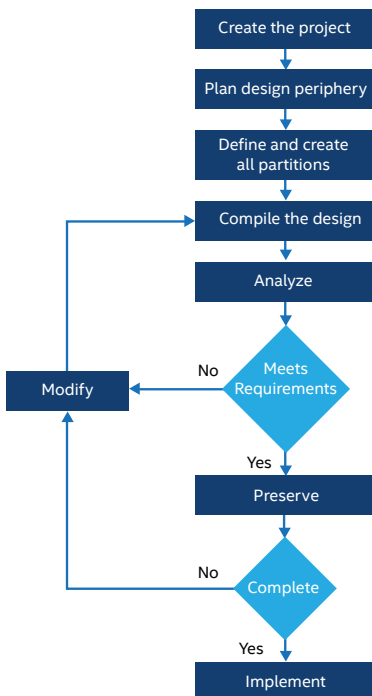 Create the project
Plan design periphery
Define and create
all partitions
Compile the design
Analyze
Meets
Requirements
No
Modify
Yes
Preserve
No
Complete
Yes
Implement